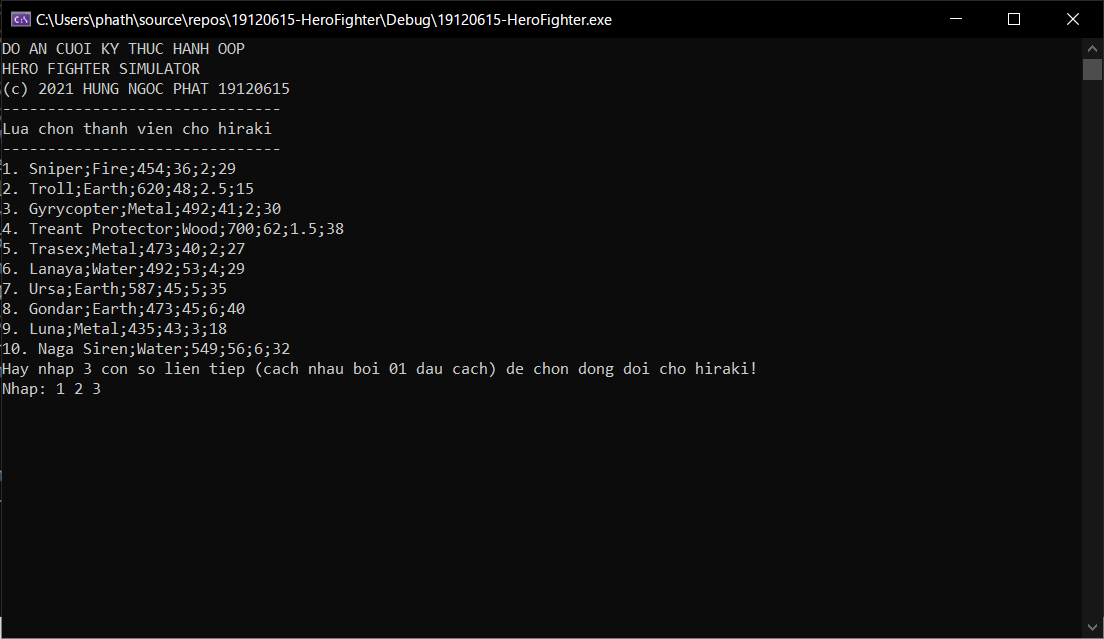 C:\Users\phath\source\repos\19120615-HeroFighter\Debug\19120615-HeroFighter.exe
DO AN CUOI KY THUC HANH OOP
HERO FIGHTER SIMULATOR
(c) 2021 HUNG NGOC PHAT 19120615
-------------------------------
Lua chon thanh vien cho hiraki
-------------------------------
1. Sniper;Fire;454;36;2;29
2. Troll;Earth;620;48;2.5;15
3. Gyrycopter;Metal;492;41;2;30
4. Treant Protector;Wood;700;62;1.5;38
5. Trasex;Metal;473;40;2;27
6. Lanaya;Water;492;53;4;29
7. Ursa;Earth;587;45;5;35
8. Gondar;Earth;473;45;6;40
9. Luna;Metal;435;43;3;18
10. Naga Siren;Water;549;56;6;32
Hay nhap 3 con so lien tiep (cach nhau boi 01 dau cach) de chon dong doi cho hiraki!
Nhap: 1 2 3